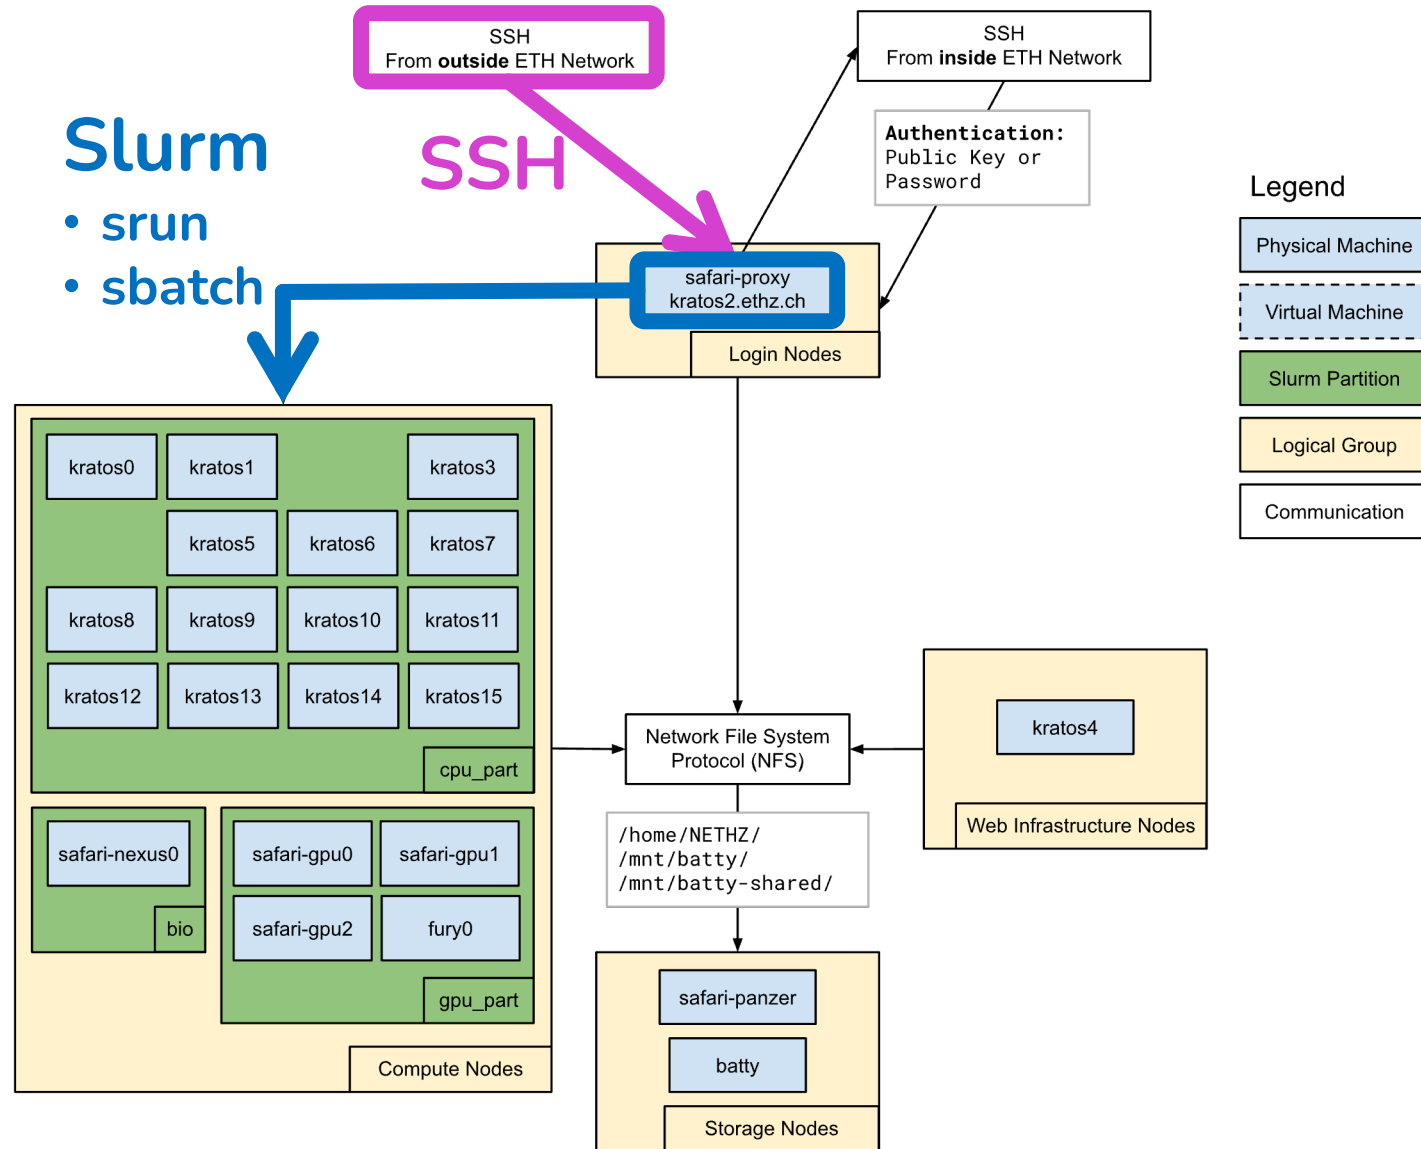 SSH
From outside ETH Network
SSH
From inside ETH Network
Slurm
• srun
• sbatch
SSH
Authentication:
Public Key or
Password
Legend
Physical Machine
Virtual Machine
Slurm Partition
Logical Group
Communication
safari-proxy
kratos2.ethz.ch
Login Nodes
kratos0
kratos1
kratos3
kratos5
kratos6
kratos7
kratos8
kratos9
kratos10
kratos11
kratos12
kratos13
kratos14
kratos15
cpu_part
safari-nexus0
bio
safari-gpu0
safari-gpu1
safari-gpu2
fury0
gpu_part
Compute Nodes
Network File System
Protocol (NFS)
/home/NETHZ/
/mnt/batty/
/mnt/batty-shared/
kratos4
Web Infrastructure Nodes
safari-panzer
batty
Storage Nodes